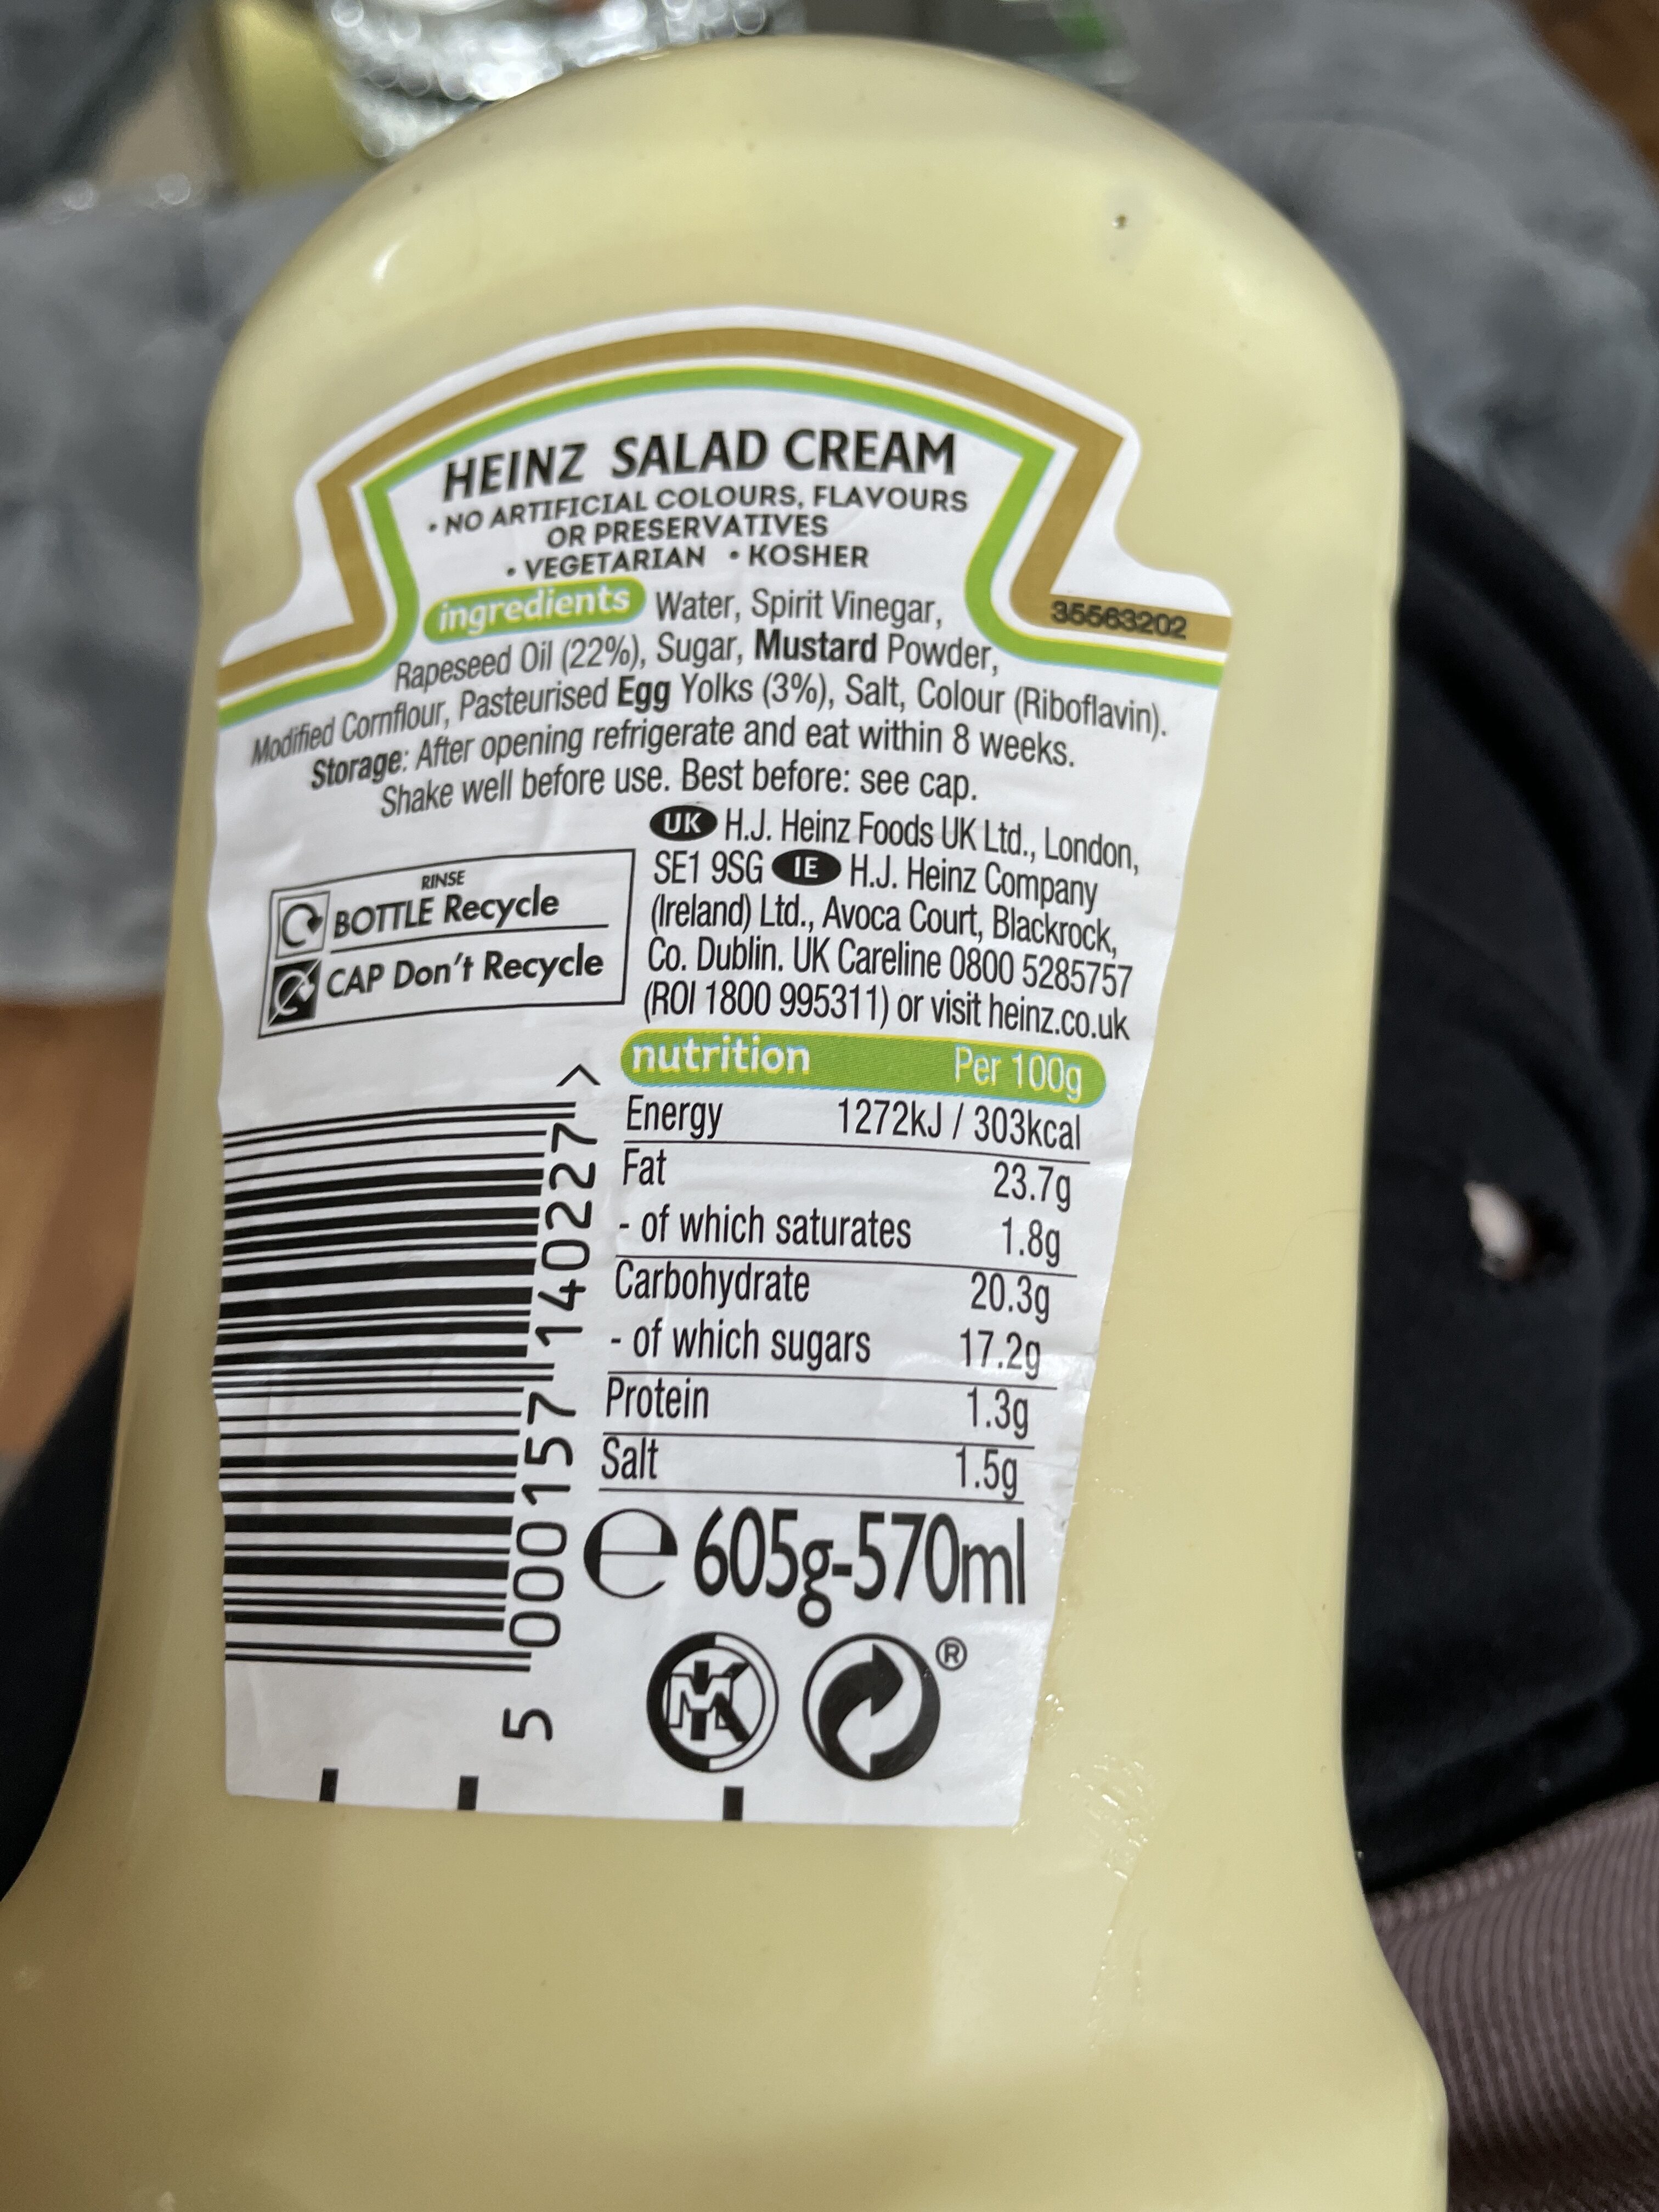 HEINZ SALAD CREAM
• NO ARTIFICIAL COLOURS, FLAVOURS
OR PRESERVATIVES
• VEGETARIAN • KOSHER
ingredients Water, Spirit Vinegar,
35563202
Rapeseed Oil (22%), Sugar, Mustard Powder,
Modified Cornflour, Pasteurised Egg Yolks (3%), Salt, Colour (Riboflavin).
Storage: After opening refrigerate and eat within 8 weeks.
Shake well before use. Best before: see cap.
UK H.J. Heinz Foods UK Ltd., London,
SE1 9SG IE H.J. Heinz Company
(Ireland) Ltd., Avoca Court, Blackrock,
Co. Dublin. UK Careline 0800 5285757
(ROI 1800 995311) or visit heinz.co.uk
RINSE
BOTTLE Recycle
CAP Don't Recycle
nutrition Per 100g
Energy 1272kJ / 303kcal
Fat 23.7g
- of which saturates 1.8g
Carbohydrate 20.3g
- of which sugars 17.2g
Protein 1.3g
Salt 1.5g
e 605g-570ml
MK
®
5 000157 140227 >